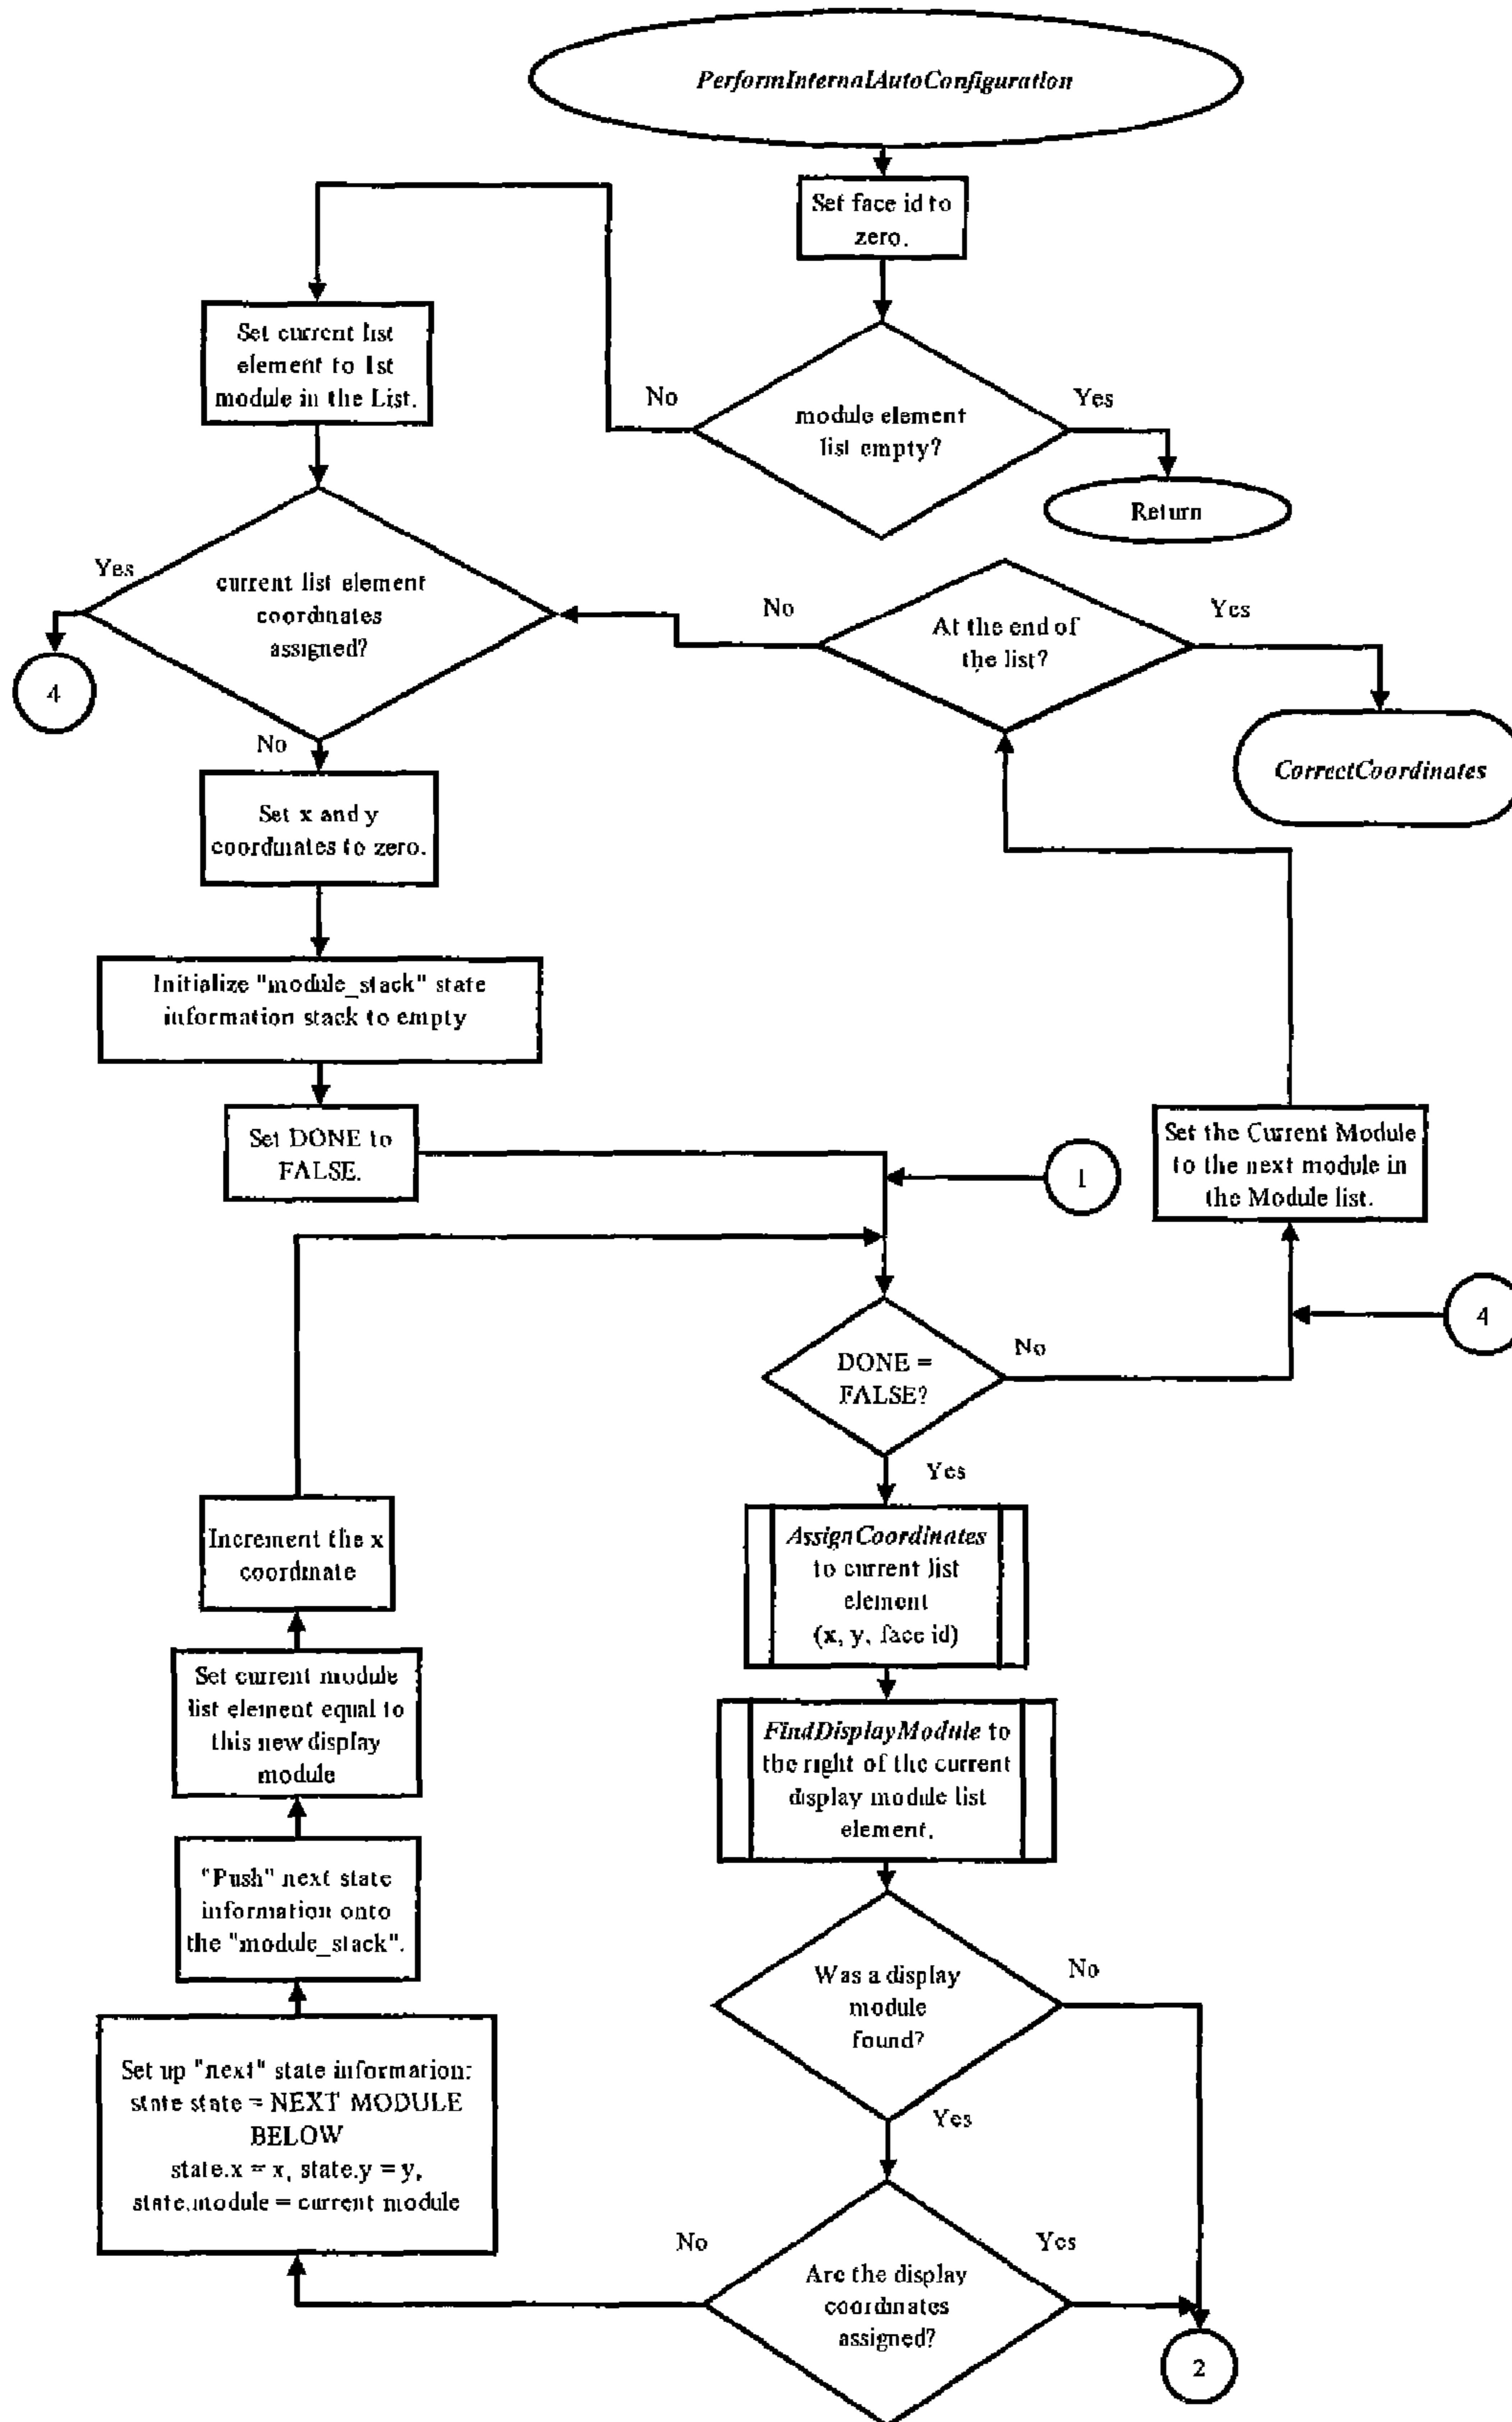 PerformInternalAutoConfiguration
Set face id to
zero.
module element
list empty?
No
Yes
Return
Set current list
element to 1st
module in the List.
current list element
coordinates
assigned?
Yes
4
No
At the end of
the list?
No
Yes
CorrectCoordinates
Set x and y
coordinates to zero.
Initialize "module_stack" state
information stack to empty
Set DONE to
FALSE.
1
Set the Current Module
to the next module in
the Module list.
4
DONE =
FALSE?
No
Yes
AssignCoordinates
to current list
element
(x, y, face id)
FindDisplayModule to
the right of the current
display module list
element.
Was a display
module
found?
No
Yes
Are the display
coordinates
assigned?
No
Yes
2
Set up "next" state information:
state state = NEXT MODULE
BELOW
state.x = x, state.y = y,
state.module = current module
"Push" next state
information onto
the "module_stack".
Set current module
list element equal to
this new display
module
Increment the x
coordinate